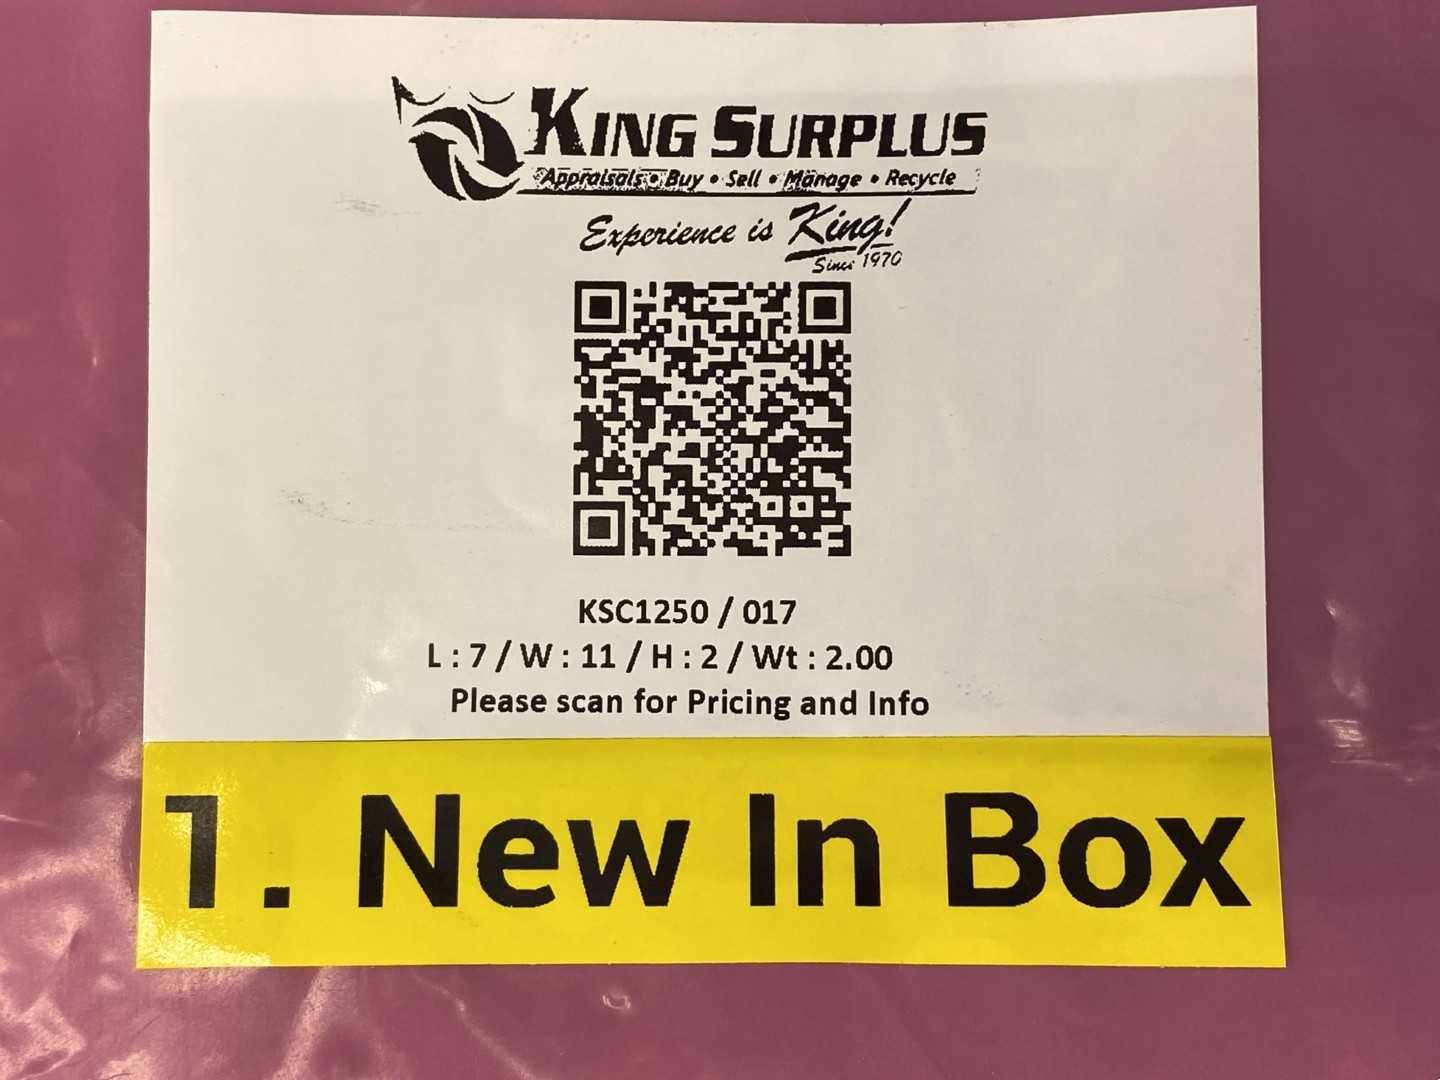 KING SURPLUS
Appraisals • Buy • Sell • Manage • Recycle
Experience is King!
Since 1970
KSC1250 / 017
L : 7 / W : 11 / H : 2 / Wt : 2.00
Please scan for Pricing and Info
1. New In Box